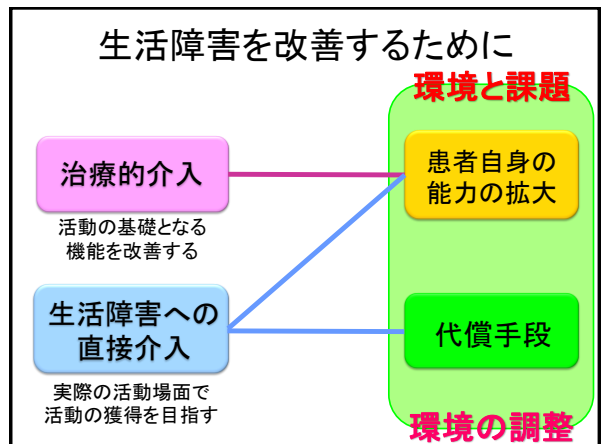 生活障害を改善するために
環境と課題
治療的介入
活動の基礎となる
機能を改善する
患者自身の
能力の拡大
生活障害への
直接介入
実際の活動場面で
活動の獲得を目指す
代償手段
環境の調整